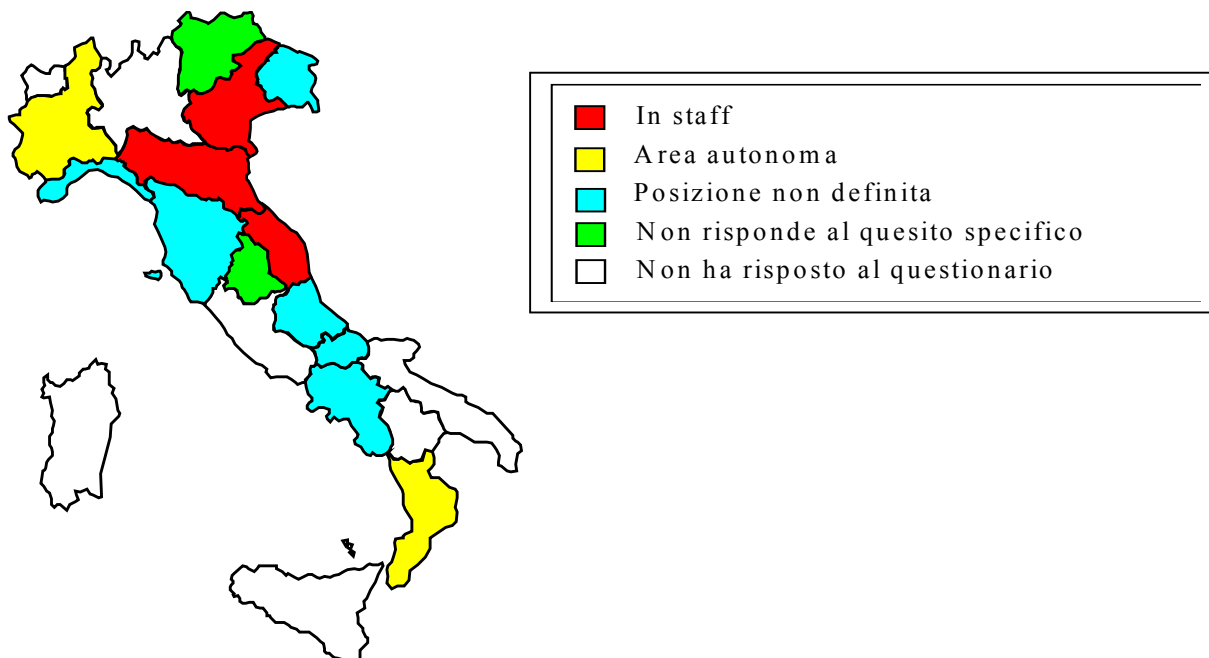 In staff
Area autonoma
Posizione non definita
Non risponde al quesito specifico
Non ha risposto al questionario